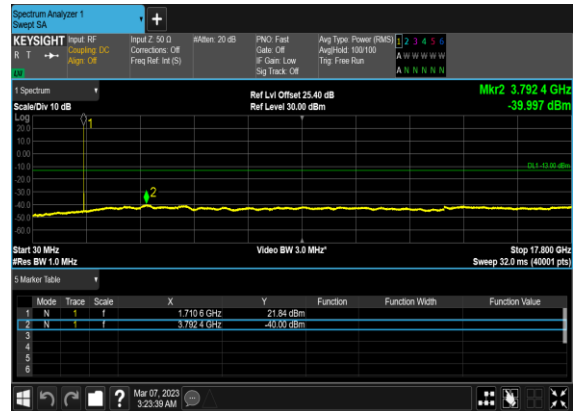 Spectrum Analyzer 1
Swept SA
KEYSIGHT Input: RF Input Z: 50 Ω #Atten: 20 dB PNO: Fast Avg Type: Power (RMS) 1 2 3 4 5 6
R T Coupling: DC Corrections: Off Gate: Off Avg|Hold: 100/100 A W W W W W
Align: Off Freq Ref: Int (S) IF Gain: Low Trig: Free Run
LW Sig Track: Off A N N N N N
1 Spectrum Ref Lvl Offset 25.40 dB Mkr2 3.792 4 GHz
Scale/Div 10 dB Ref Level 30.00 dBm -39.997 dBm
Log
1
20.0
10.0
0.00
-10.0 DL1 -13.00 dBm
-20.0
-30.0
2
-40.0
-50.0
-60.0
Start 30 MHz Video BW 3.0 MHz* Stop 17.800 GHz
#Res BW 1.0 MHz Sweep 32.0 ms (40001 pts)
5 Marker Table
Mode Trace Scale X Y Function Function Width Function Value
1 N 1 f 1.710 6 GHz 21.84 dBm
2 N 1 f 3.792 4 GHz -40.00 dBm
3
4
5
6
? Mar 07, 2023
3:23:39 AM